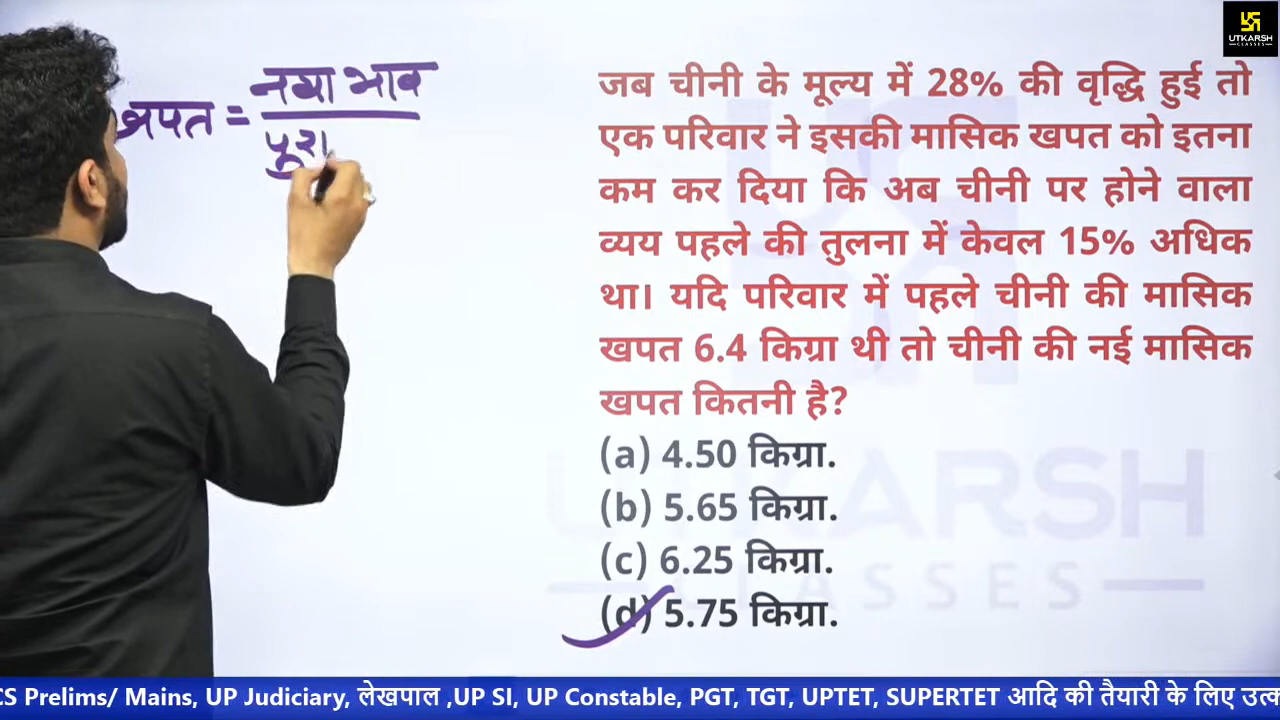 UTKARSH
CLASSES
खपत = नया भाव
पुरा
जब चीनी के मूल्य में 28% की वृद्धि हुई तो
एक परिवार ने इसकी मासिक खपत को इतना
कम कर दिया कि अब चीनी पर होने वाला
व्यय पहले की तुलना में केवल 15% अधिक
था। यदि परिवार में पहले चीनी की मासिक
खपत 6.4 किग्रा थी तो चीनी की नई मासिक
खपत कितनी है?
(a) 4.50 किग्रा.
(b) 5.65 किग्रा.
(c) 6.25 किग्रा.
(d) 5.75 किग्रा.
UTKARSH
CLASSES
CS Prelims/ Mains, UP Judiciary, लेखपाल ,UP SI, UP Constable, PGT, TGT, UPTET, SUPERTET आदि की तैयारी के लिए